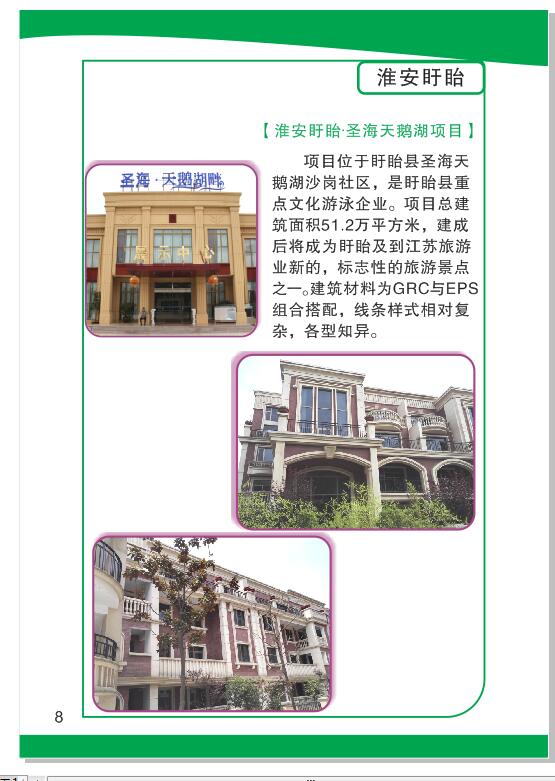 淮安盱眙
【淮安盱眙·圣海天鹅湖项目】
项目位于盱眙县圣海天
鹅湖沙岗社区，是盱眙县重
点文化游泳企业。项目总建
筑面积51.2万平方米，建成
后将成为盱眙及到江苏旅游
业新的，标志性的旅游景点
之一。建筑材料为GRC与EPS
组合搭配，线条样式相对复
杂，各型知异。
圣海·天鹅湖畔
展示中心
8